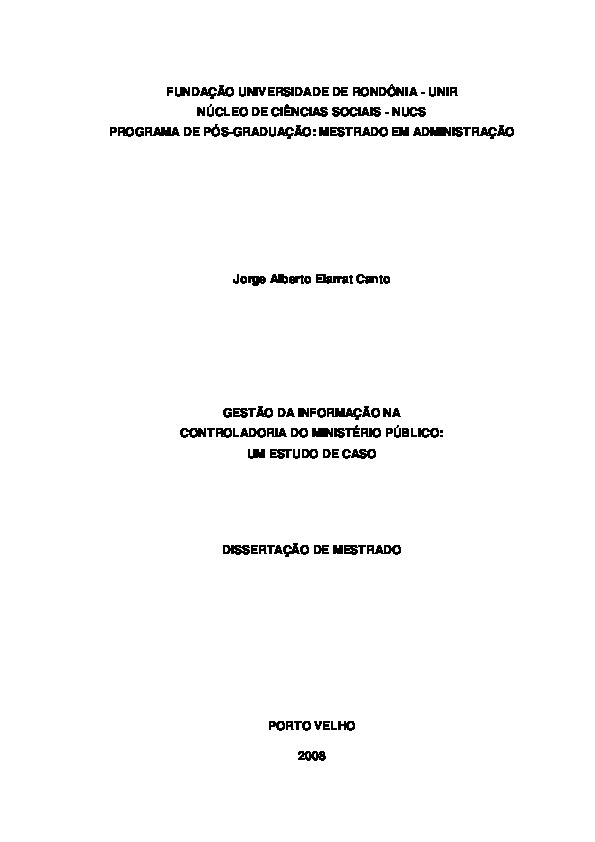 FUNDAÇÃO UNIVERSIDADE DE RONDÔNIA - UNIR
NÚCLEO DE CIÊNCIAS SOCIAIS - NUCS
PROGRAMA DE PÓS-GRADUAÇÃO: MESTRADO EM ADMINISTRAÇÃO
Jorge Alberto Elarrat Canto
GESTÃO DA INFORMAÇÃO NA
CONTROLADORIA DO MINISTÉRIO PÚBLICO:
UM ESTUDO DE CASO
DISSERTAÇÃO DE MESTRADO
PORTO VELHO
2008